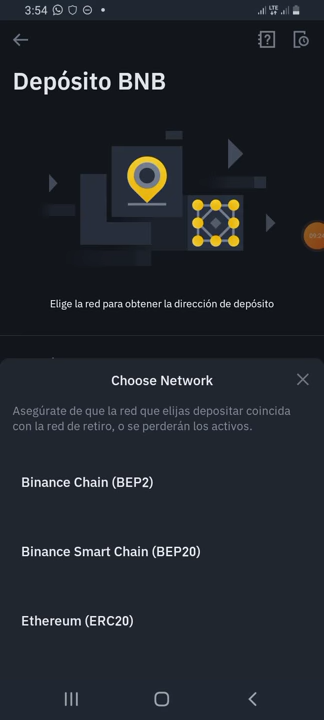 3:54
LTE
Depósito BNB
Elige la red para obtener la dirección de depósito
Choose Network
Asegúrate de que la red que elijas depositar coincida
con la red de retiro, o se perderán los activos.
Binance Chain (BEP2)
Binance Smart Chain (BEP20)
Ethereum (ERC20)